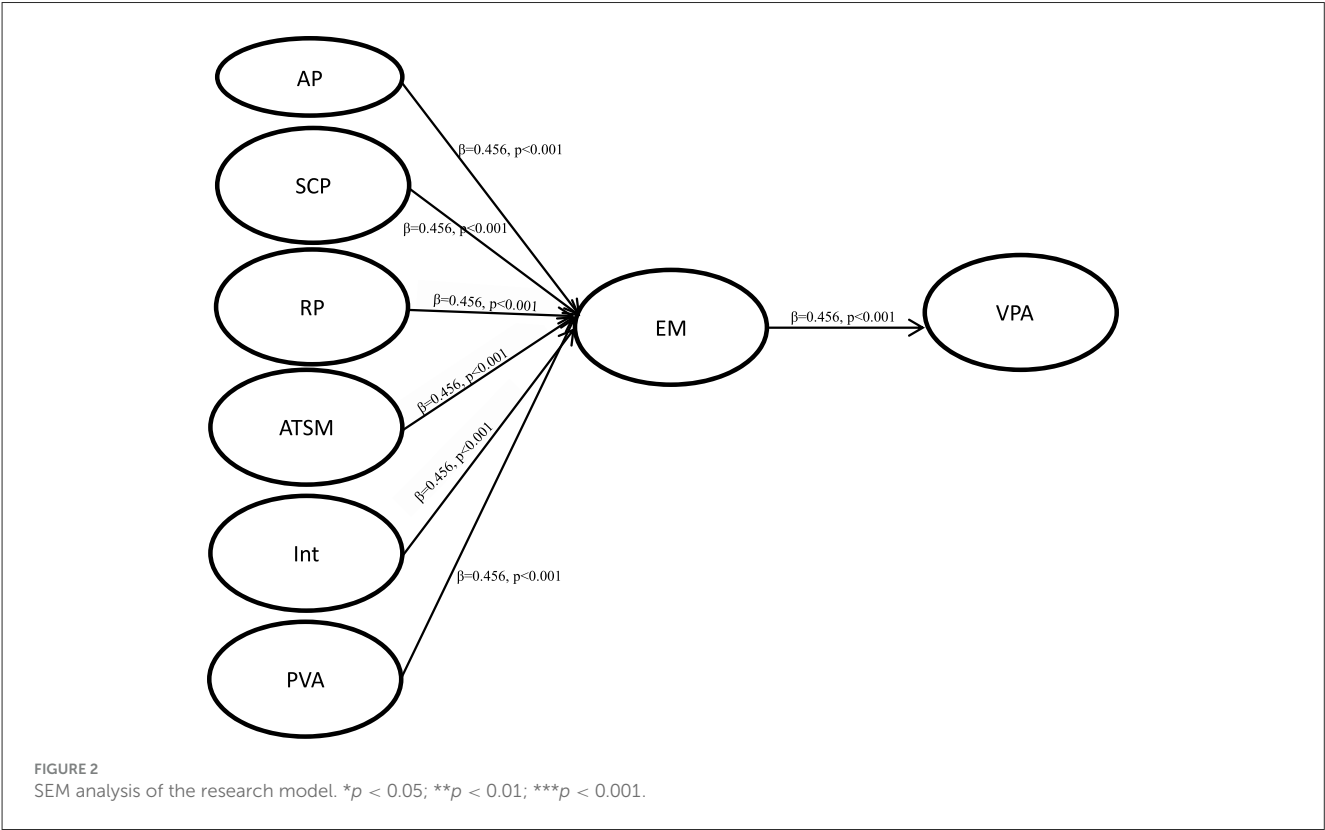 AP
β=0.456, p<0.001
SCP
β=0.456, p<0.001
RP
β=0.456, p<0.001
EM
β=0.456, p<0.001
VPA
β=0.456, p<0.001
ATSM
β=0.456, p<0.001
Int
β=0.456, p<0.001
PVA
FIGURE 2
SEM analysis of the research model. *p < 0.05; **p < 0.01; ***p < 0.001.